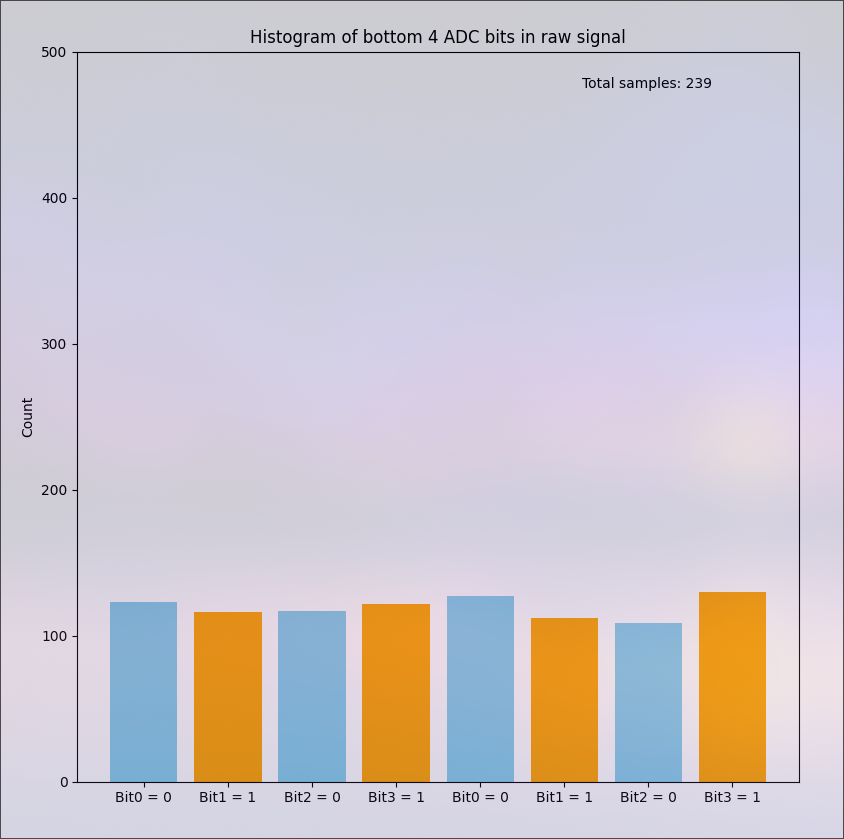 Histogram of bottom 4 ADC bits in raw signal
Total samples: 239
Count
500
400
300
200
100
0
Bit0 = 0 Bit1 = 1 Bit2 = 0 Bit3 = 1 Bit0 = 0 Bit1 = 1 Bit2 = 0 Bit3 = 1